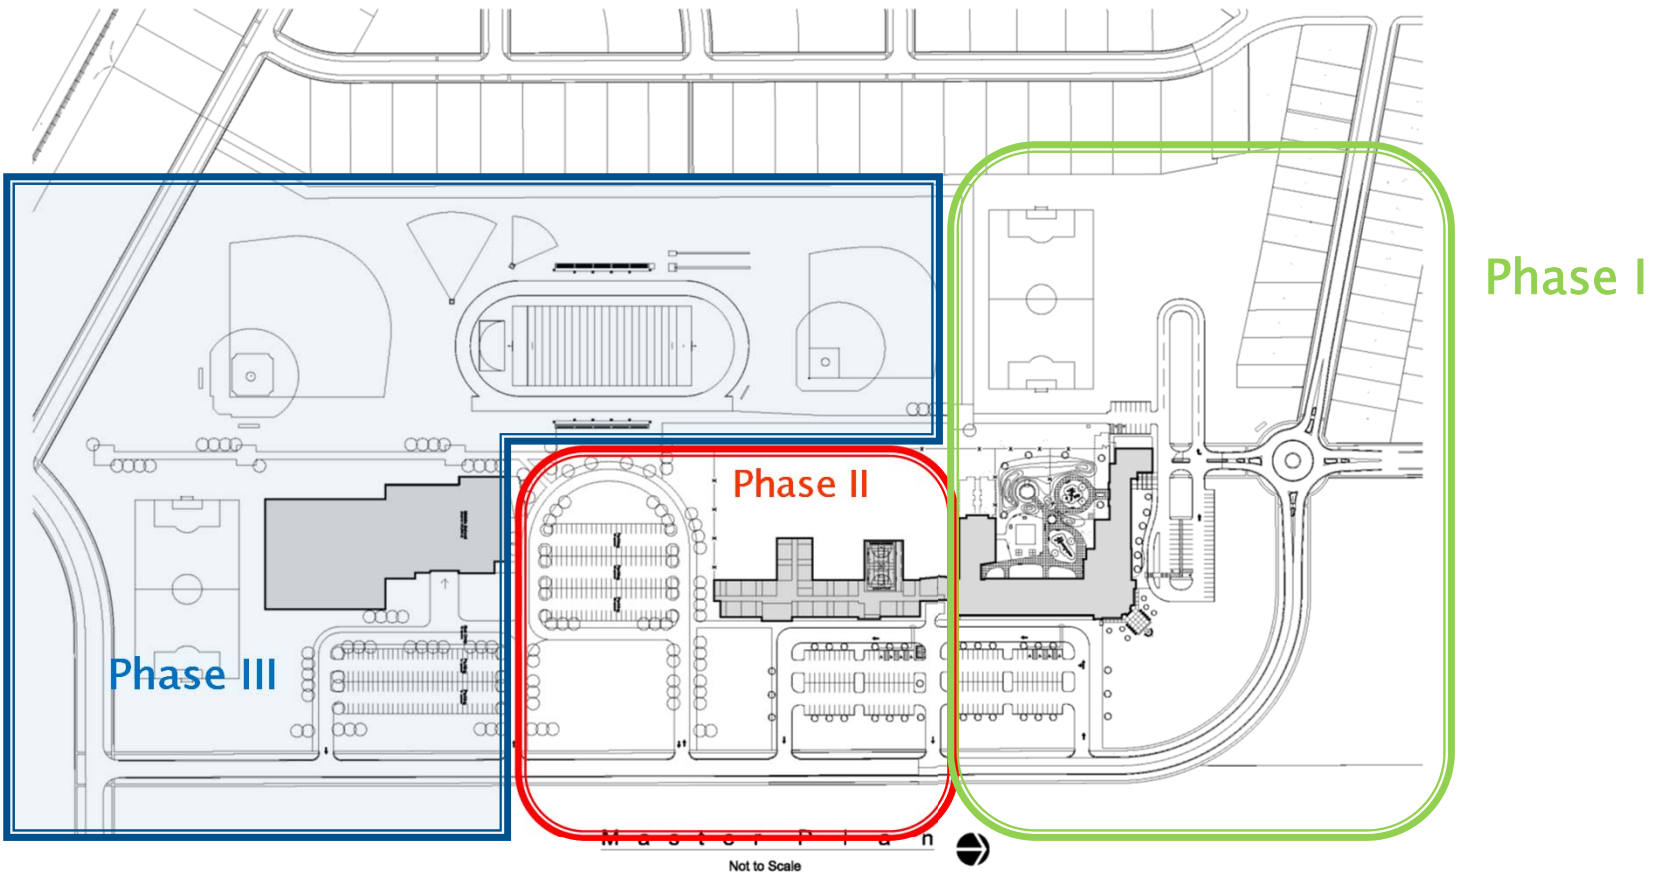 Phase I
Phase II
Phase III
Master Plan
Not to Scale